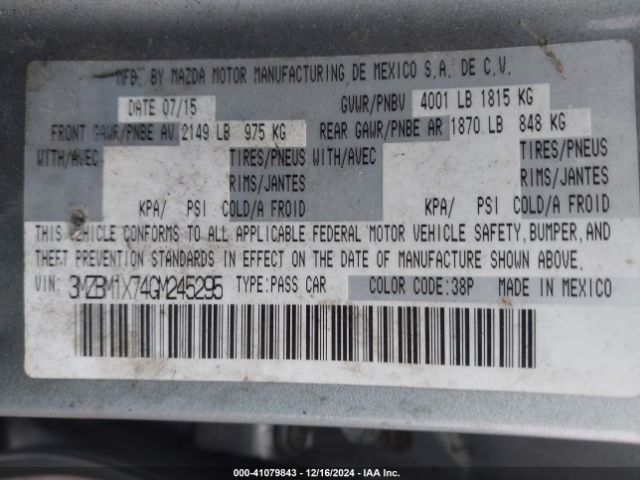 MFD. BY MAZDA MOTOR MANUFACTURING DE MEXICO S.A. DE C.V.
DATE 07/15 GVWR/PNBV 4001 LB 1815 KG
FRONT GAWR/PNBE AV 2149 LB 975 KG REAR GAWR/PNBE AR 1870 LB 848 KG
WITH/AVEC TIRES/PNEUS WITH/AVEC TIRES/PNEUS
RIMS/JANTES RIMS/JANTES
KPA/ PSI COLD/A FROID KPA/ PSI COLD/A FROID
THIS VEHICLE CONFORMS TO ALL APPLICABLE FEDERAL MOTOR VEHICLE SAFETY, BUMPER, AND
THEFT PREVENTION STANDARDS IN EFFECT ON THE DATE OF MANUFACTURE SHOWN ABOVE.
VIN: 3MZBM1X74GM245295 TYPE:PASS CAR COLOR CODE:38P MADE IN MEXICO
000-41079843 / 12/16/2024 / IAA Inc.